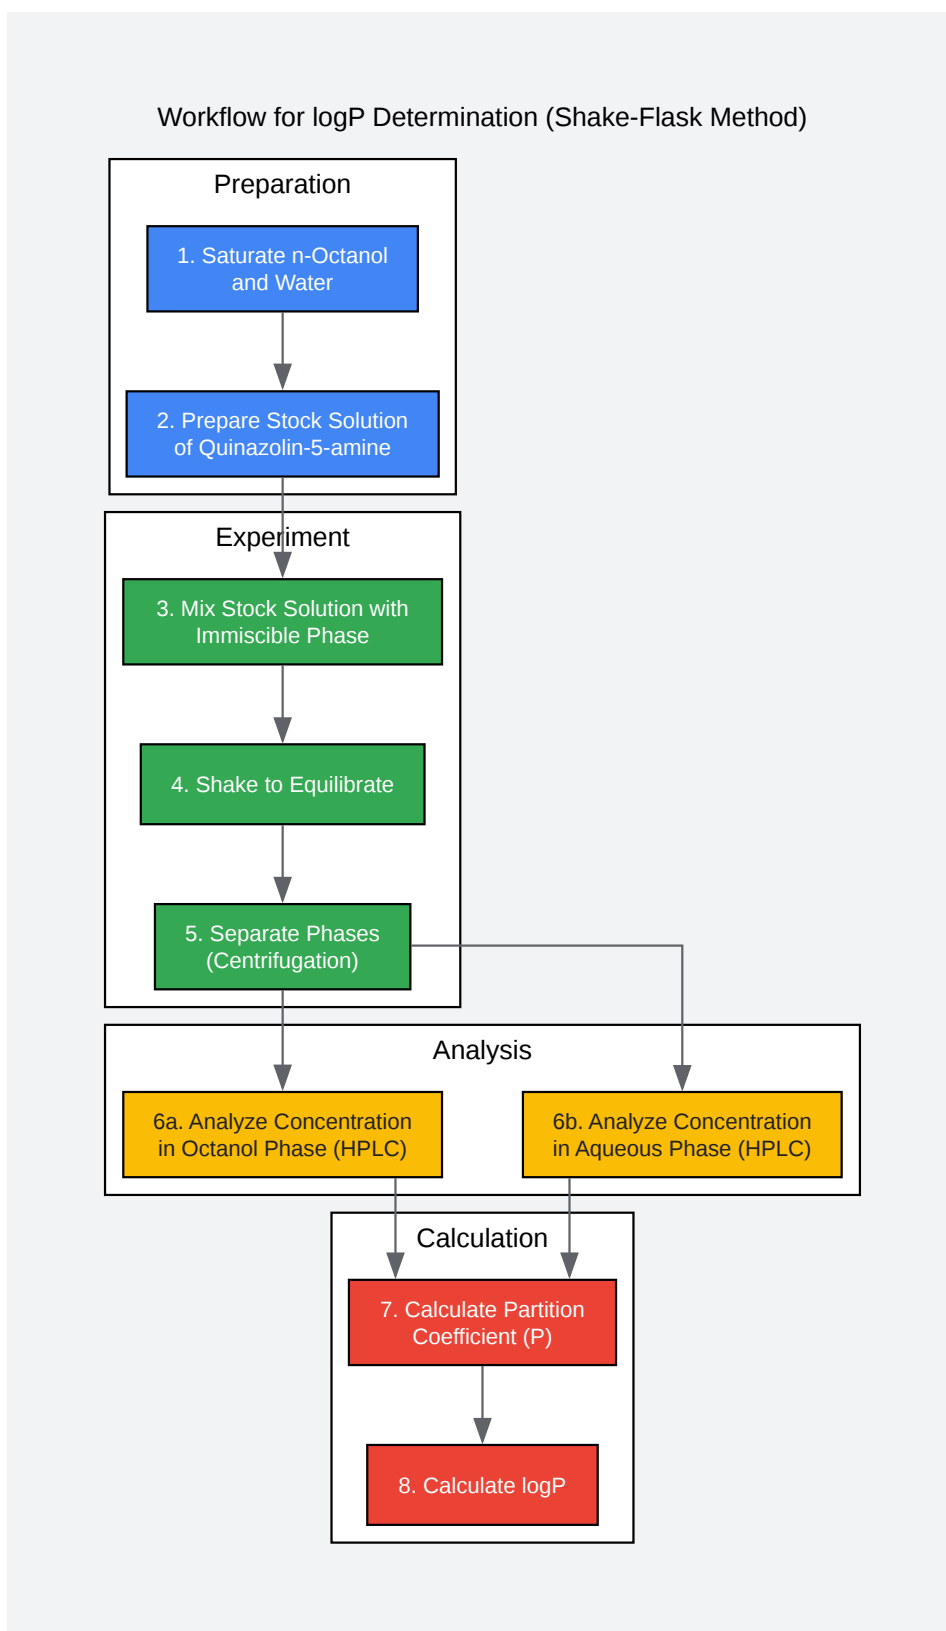 Workflow for logP Determination (Shake-Flask Method)
Preparation
1. Saturate n-Octanol
and Water
2. Prepare Stock Solution
of Quinazolin-5-amine
Experiment
3. Mix Stock Solution with
Immiscible Phase
4. Shake to Equilibrate
5. Separate Phases
(Centrifugation)
Analysis
6a. Analyze Concentration
in Octanol Phase (HPLC)
6b. Analyze Concentration
in Aqueous Phase (HPLC)
Calculation
7. Calculate Partition
Coefficient (P)
8. Calculate logP